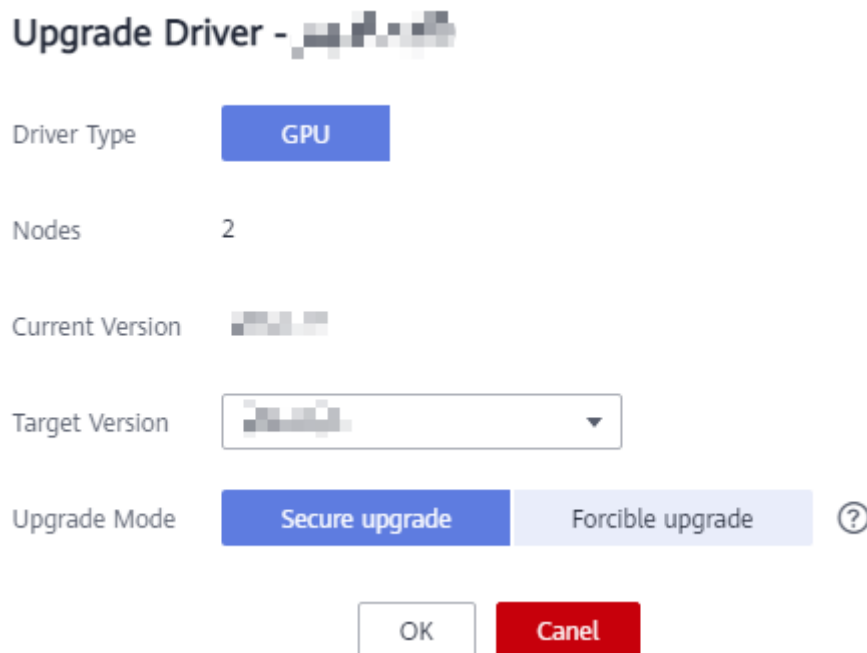 Upgrade Driver -
Driver Type GPU
Nodes 2
Current Version
Target Version
Upgrade Mode Secure upgrade Forcible upgrade ?
OK Canel